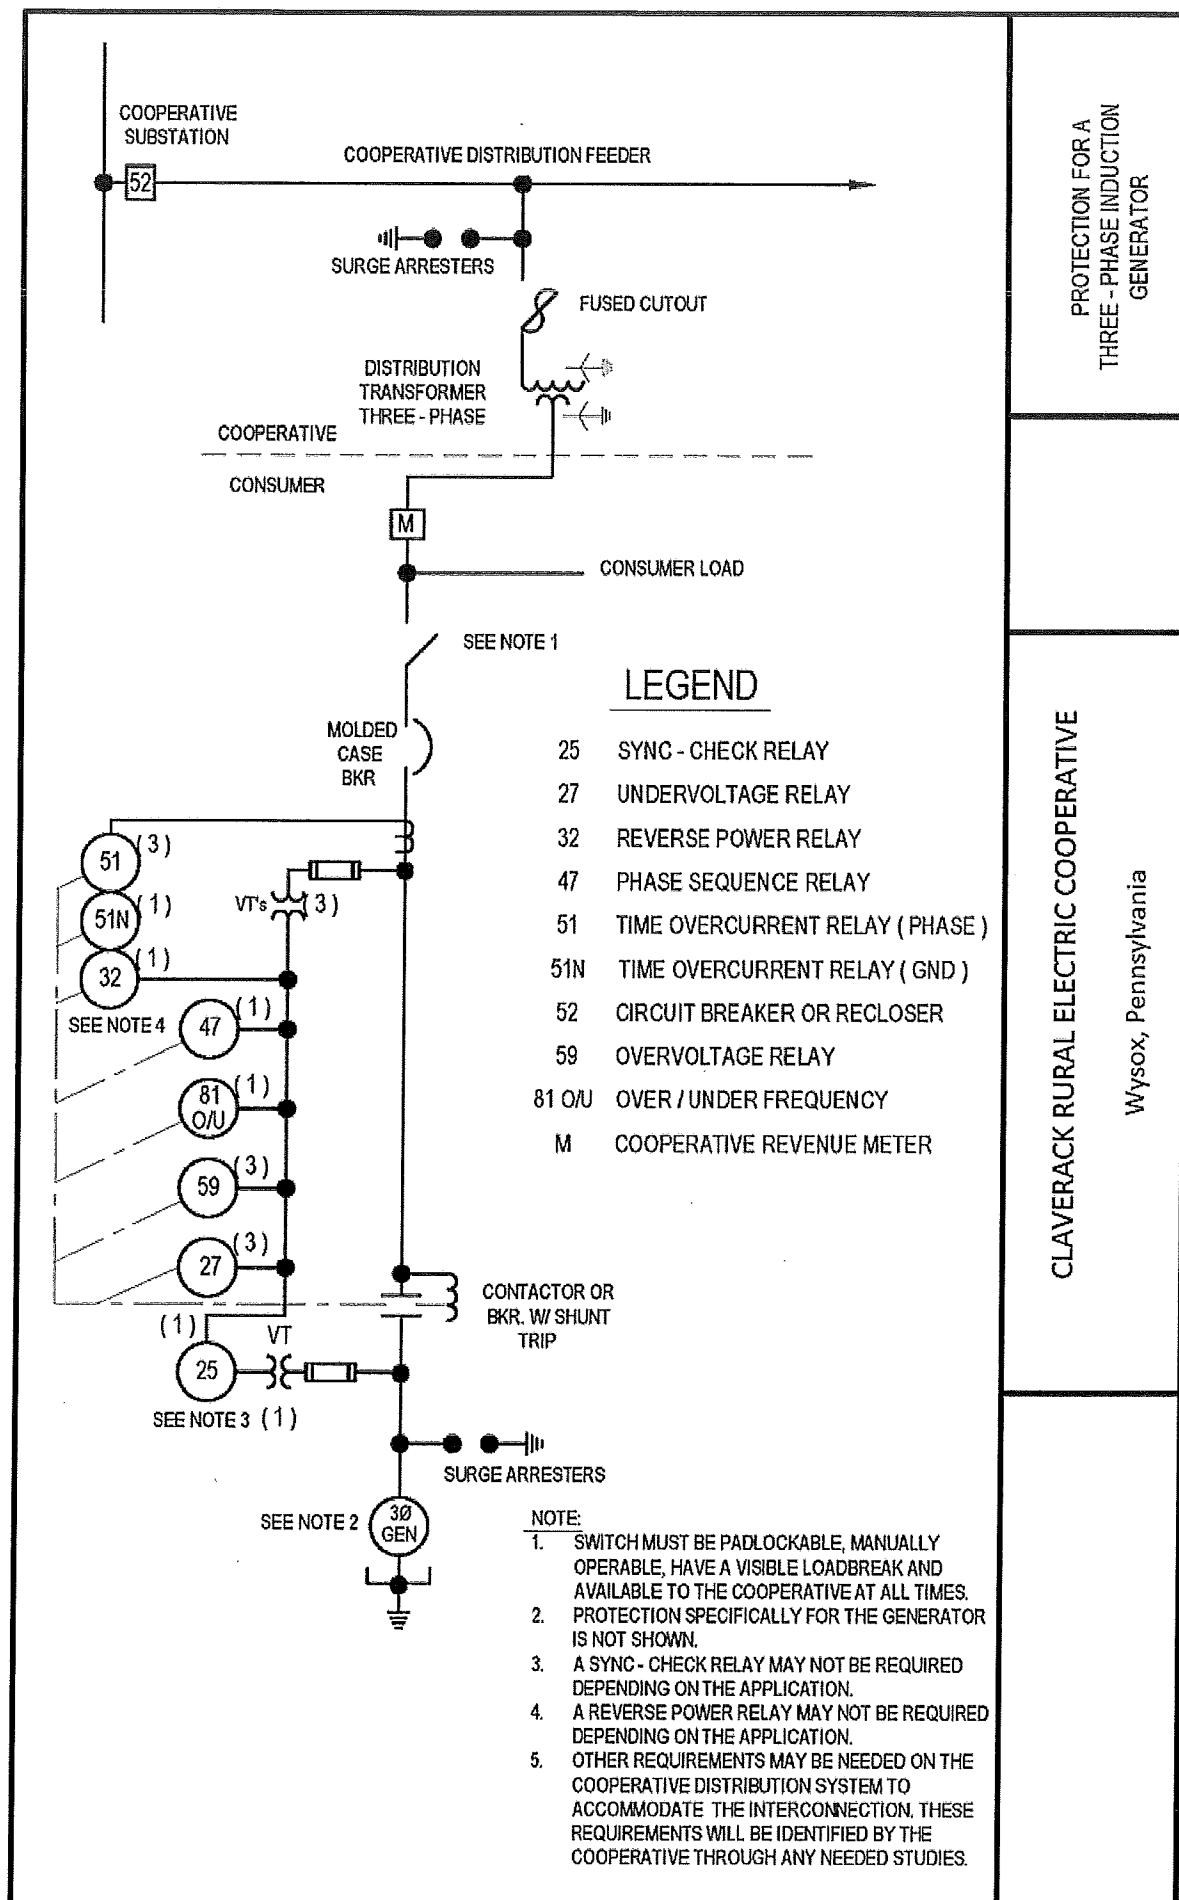 COOPERATIVE
SUBSTATION
52
COOPERATIVE DISTRIBUTION FEEDER
SURGE ARRESTERS
FUSED CUTOUT
DISTRIBUTION
TRANSFORMER
THREE - PHASE
COOPERATIVE
CONSUMER
M
CONSUMER LOAD
SEE NOTE 1
MOLDED
CASE
BKR
51
(3)
51N
(1)
32
(1)
SEE NOTE 4
VT's (3)
47
(1)
81
O/U
(1)
59
(3)
27
(3)
(1)
25
VT
SEE NOTE 3 (1)
CONTACTOR OR
BKR. W/ SHUNT
TRIP
SURGE ARRESTERS
SEE NOTE 2
3Ø
GEN
LEGEND
25 SYNC - CHECK RELAY
27 UNDERVOLTAGE RELAY
32 REVERSE POWER RELAY
47 PHASE SEQUENCE RELAY
51 TIME OVERCURRENT RELAY ( PHASE )
51N TIME OVERCURRENT RELAY ( GND )
52 CIRCUIT BREAKER OR RECLOSER
59 OVERVOLTAGE RELAY
81 O/U OVER / UNDER FREQUENCY
M COOPERATIVE REVENUE METER
NOTE:
1. SWITCH MUST BE PADLOCKABLE, MANUALLY
OPERABLE, HAVE A VISIBLE LOADBREAK AND
AVAILABLE TO THE COOPERATIVE AT ALL TIMES.
2. PROTECTION SPECIFICALLY FOR THE GENERATOR
IS NOT SHOWN.
3. A SYNC - CHECK RELAY MAY NOT BE REQUIRED
DEPENDING ON THE APPLICATION.
4. A REVERSE POWER RELAY MAY NOT BE REQUIRED
DEPENDING ON THE APPLICATION.
5. OTHER REQUIREMENTS MAY BE NEEDED ON THE
COOPERATIVE DISTRIBUTION SYSTEM TO
ACCOMMODATE THE INTERCONNECTION. THESE
REQUIREMENTS WILL BE IDENTIFIED BY THE
COOPERATIVE THROUGH ANY NEEDED STUDIES.
PROTECTION FOR A
THREE - PHASE INDUCTION
GENERATOR
CLAVERACK RURAL ELECTRIC COOPERATIVE
Wysox, Pennsylvania